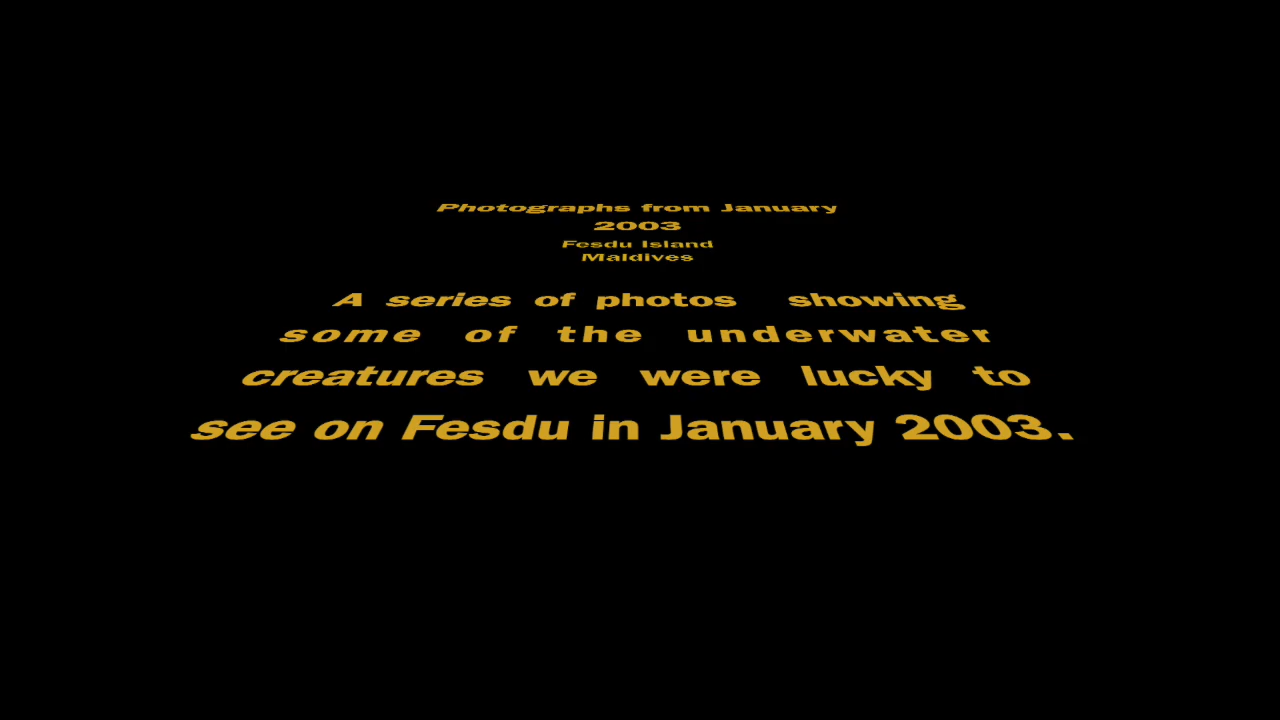 Photographs from January
2003
Fesdu Island
Maldives
A series of photos showing
some of the underwater
creatures we were lucky to
see on Fesdu in January 2003.